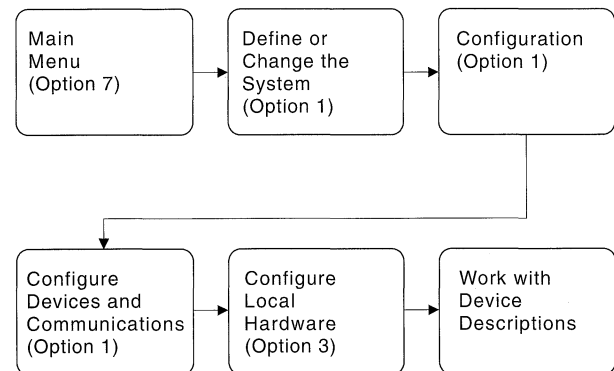 Main
Menu
(Option 7)
Define or
Change the
System
(Option 1)
Configuration
(Option 1)
Configure
Devices and
Communications
(Option 1)
Configure
Local
Hardware
(Option 3)
Work with
Device
Descriptions